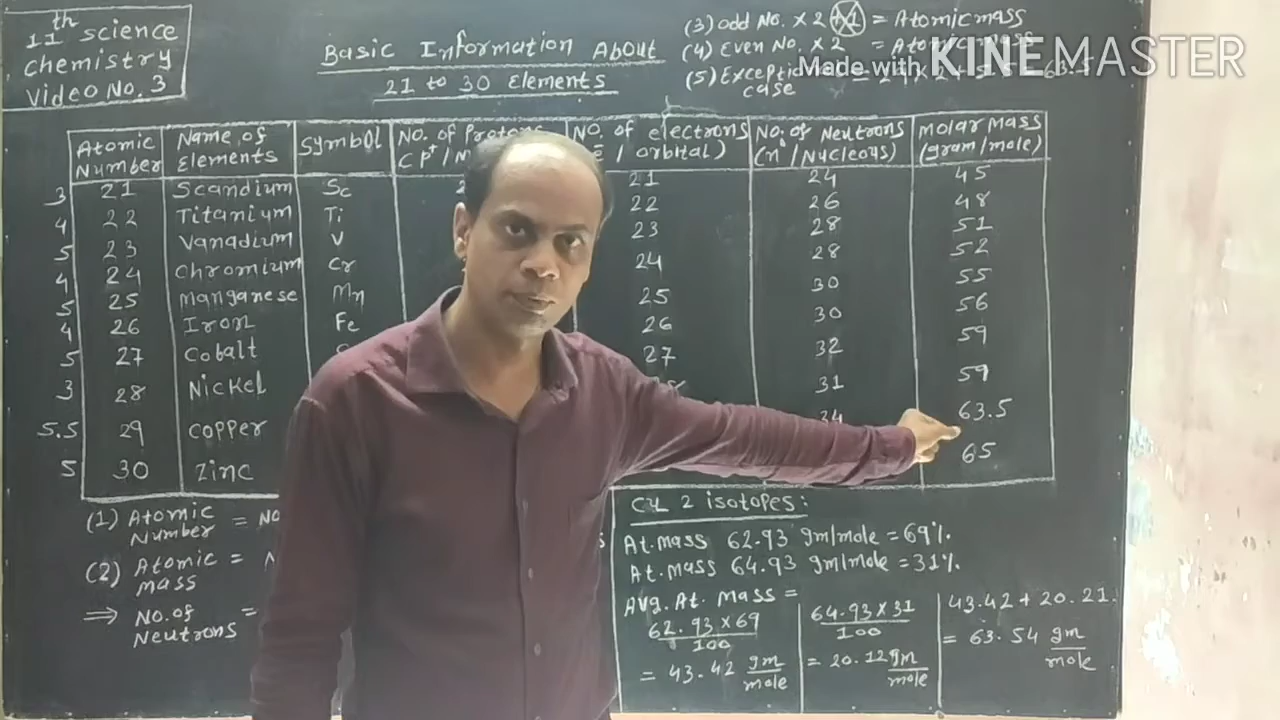 11th science
chemistry
Video No. 3
Basic Information About
21 to 30 Elements
(3) Odd No. × 2 + 1 = Atomic mass
(4) Even No. × 2 = Atomic mass
(5) Exceptional = 63.5
case
Made with KINEMASTER
Atomic Number Name of Elements Symbol No. of Protons (P+ / No. of electrons (ē / orbital) No. of Neutrons (n° / Nucleous) Molar Mass (gram / mole)
3 21 Scandium Sc 21 24 45
4 22 Titanium Ti 22 26 48
5 23 Vanadium V 23 28 51
4 24 Chromium Cr 24 28 52
5 25 Manganese Mn 25 30 55
4 26 Iron Fe 26 30 56
5 27 Cobalt 27 32 59
3 28 Nickel 31 59
5.5 29 Copper 34 63.5
5 30 Zinc 65
(1) Atomic Number =
(2) Atomic mass =
⇒ No. of Neutrons =
Cu 2 isotopes:
At. mass 62.93 gm/mole = 69%.
At. mass 64.93 gm/mole = 31%.
Avg. At. mass =
62.93 × 69 / 100
= 43.42 gm/mole
64.93 × 31 / 100
= 20.12 gm/mole
43.42 + 20.21.
= 63.54 gm/mole